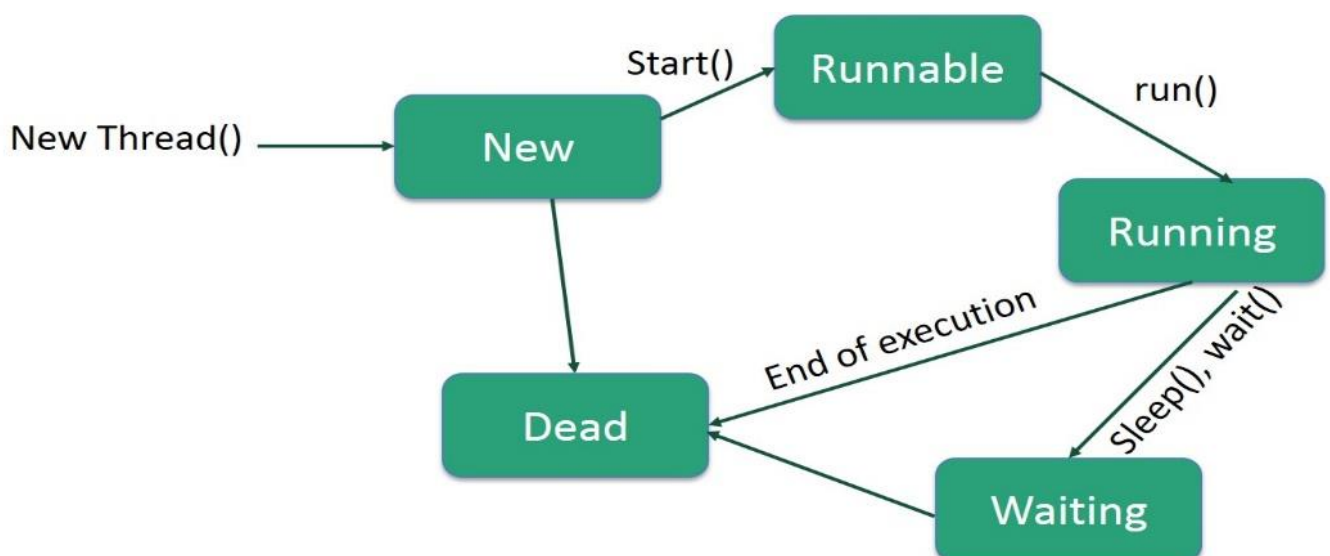 Start()
Runnable
run()
New Thread()
New
Running
End of execution
Sleep(), wait()
Dead
Waiting